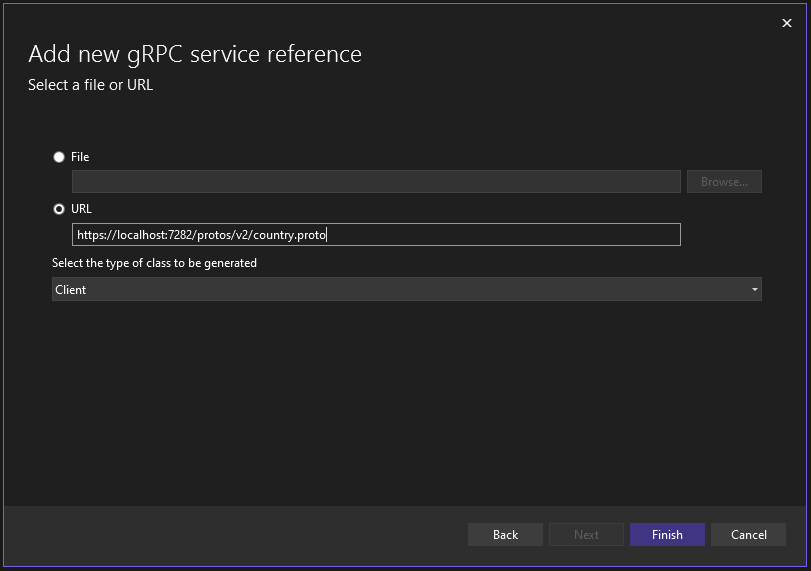 Add new gRPC service reference
Select a file or URL
File
Browse...
URL
https://localhost:7282/protos/v2/country.proto
Select the type of class to be generated
Client
Back Next Finish Cancel